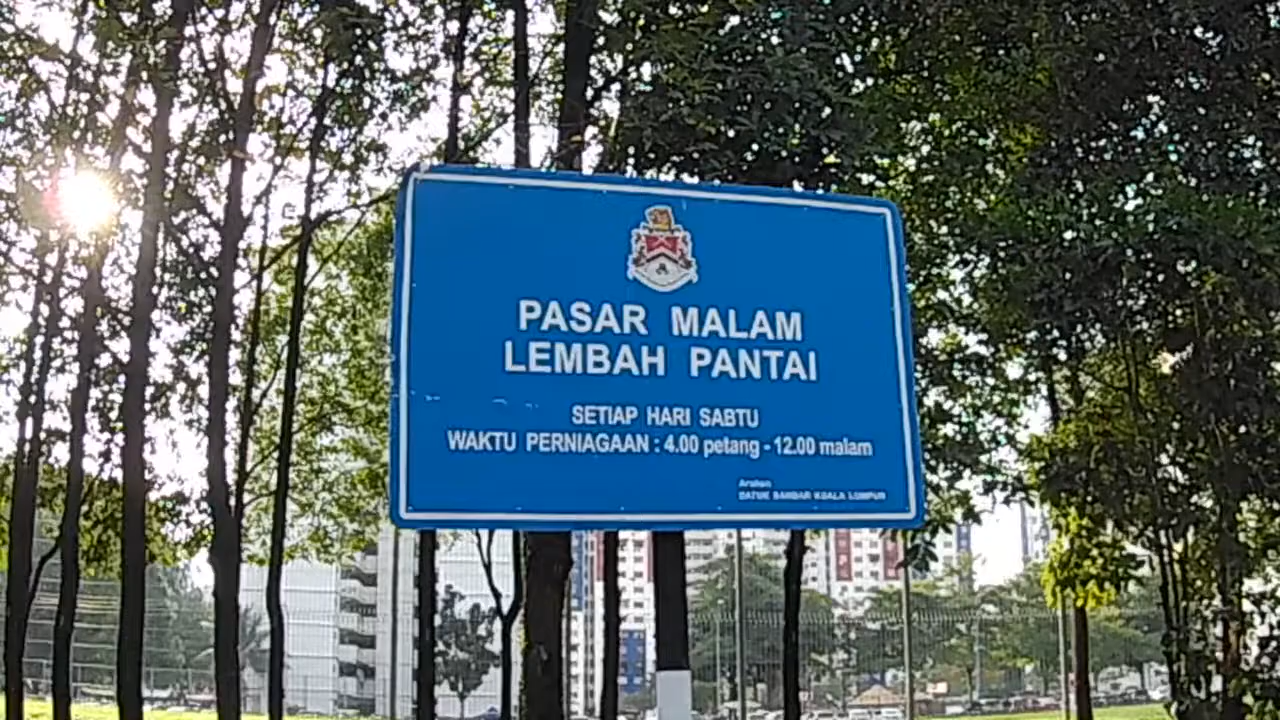 PASAR MALAM
LEMBAH PANTAI
SETIAP HARI SABTU
WAKTU PERNIAGAAN : 4.00 petang - 12.00 malam
Arahan
DATUK BANDAR KUALA LUMPUR